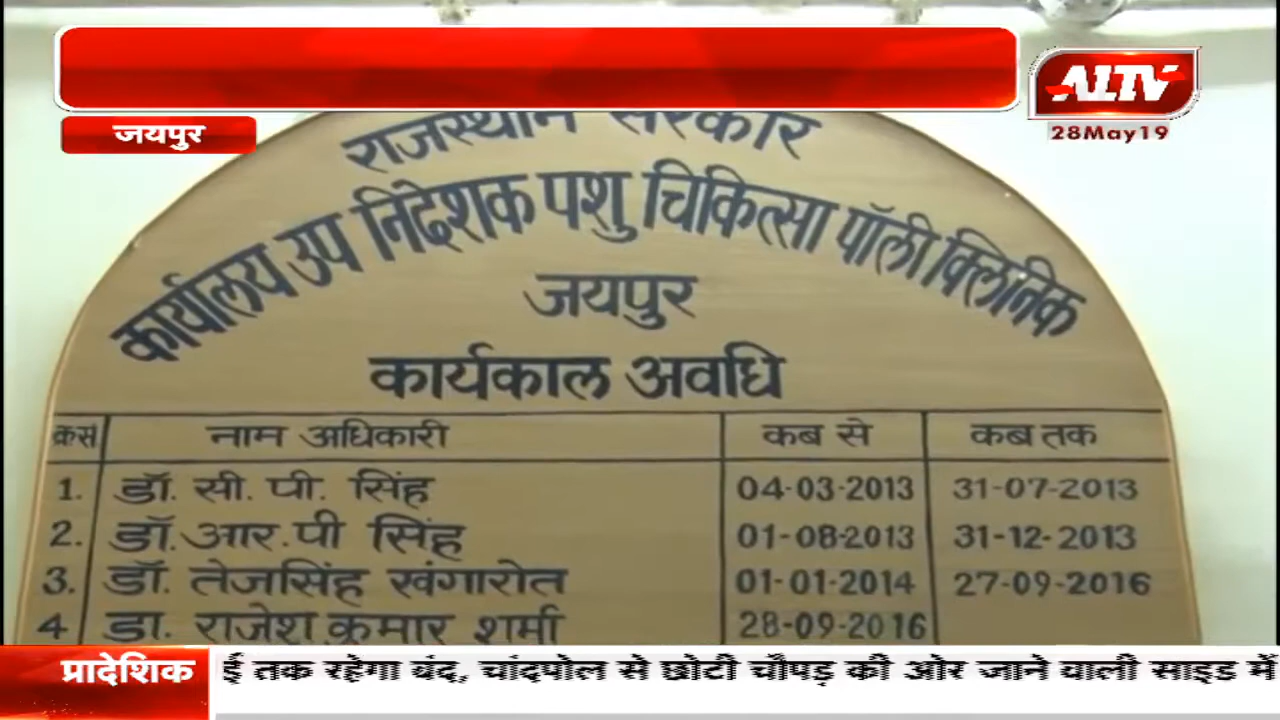 ALTV
28May19
जयपुर
राजस्थान सरकार
कार्यालय उप निदेशक पशु चिकित्सा पॉली क्लिनिक
जयपुर
कार्यकाल अवधि
क्रसं नाम अधिकारी कब से कब तक
1. डॉ. सी. पी. सिंह 04-03-2013 31-07-2013
2. डॉ. आर. पी सिंह 01-08-2013 31-12-2013
3. डॉ. तेजसिंह खंगारोत 01-01-2014 27-09-2016
4 डा. राजेश कुमार शर्मा 28-09-2016
प्रादेशिक ई तक रहेगा बंद, चांदपोल से छोटी चौपड़ की ओर जाने वाली साइड में